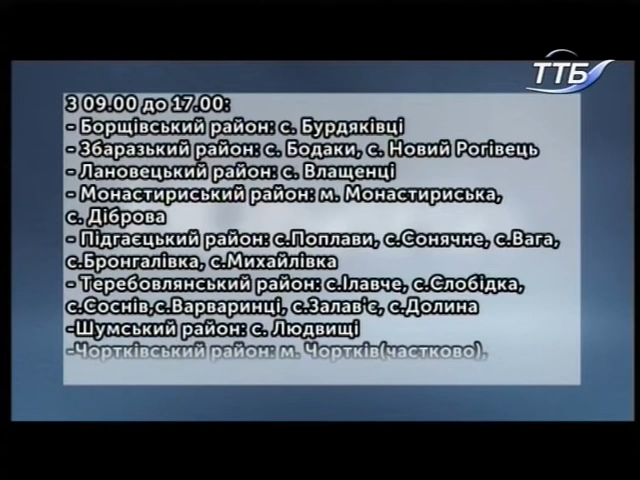 ТТБ
З 09.00 до 17.00:
- Борщівський район: с. Бурдяківці
- Збаразький район: с. Бодаки, с. Новий Рогівець
- Лановецький район: с. Влащенці
- Монастириський район: м. Монастириська,
с. Діброва
- Підгаєцький район: с.Поплави, с.Сонячне, с.Вага,
с.Бронгалівка, с.Михайлівка
- Теребовлянський район: с.Ілавче, с.Слобідка,
с.Соснів,с.Варваринці, с.Залав'є, с.Долина
-Шумський район: с. Людвищі
-Чортківський район: м. Чортків(частково),